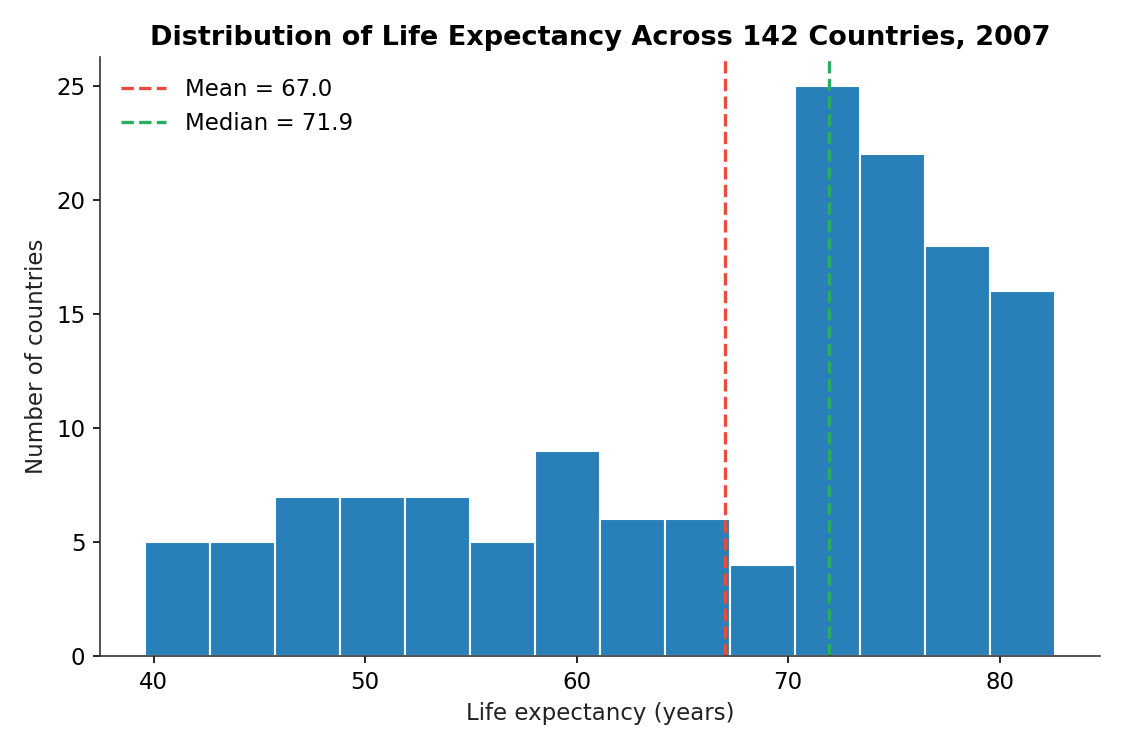 Distribution of Life Expectancy Across 142 Countries, 2007
Mean = 67.0
Median = 71.9
Number of countries
25
20
15
10
5
0
40 50 60 70 80
Life expectancy (years)